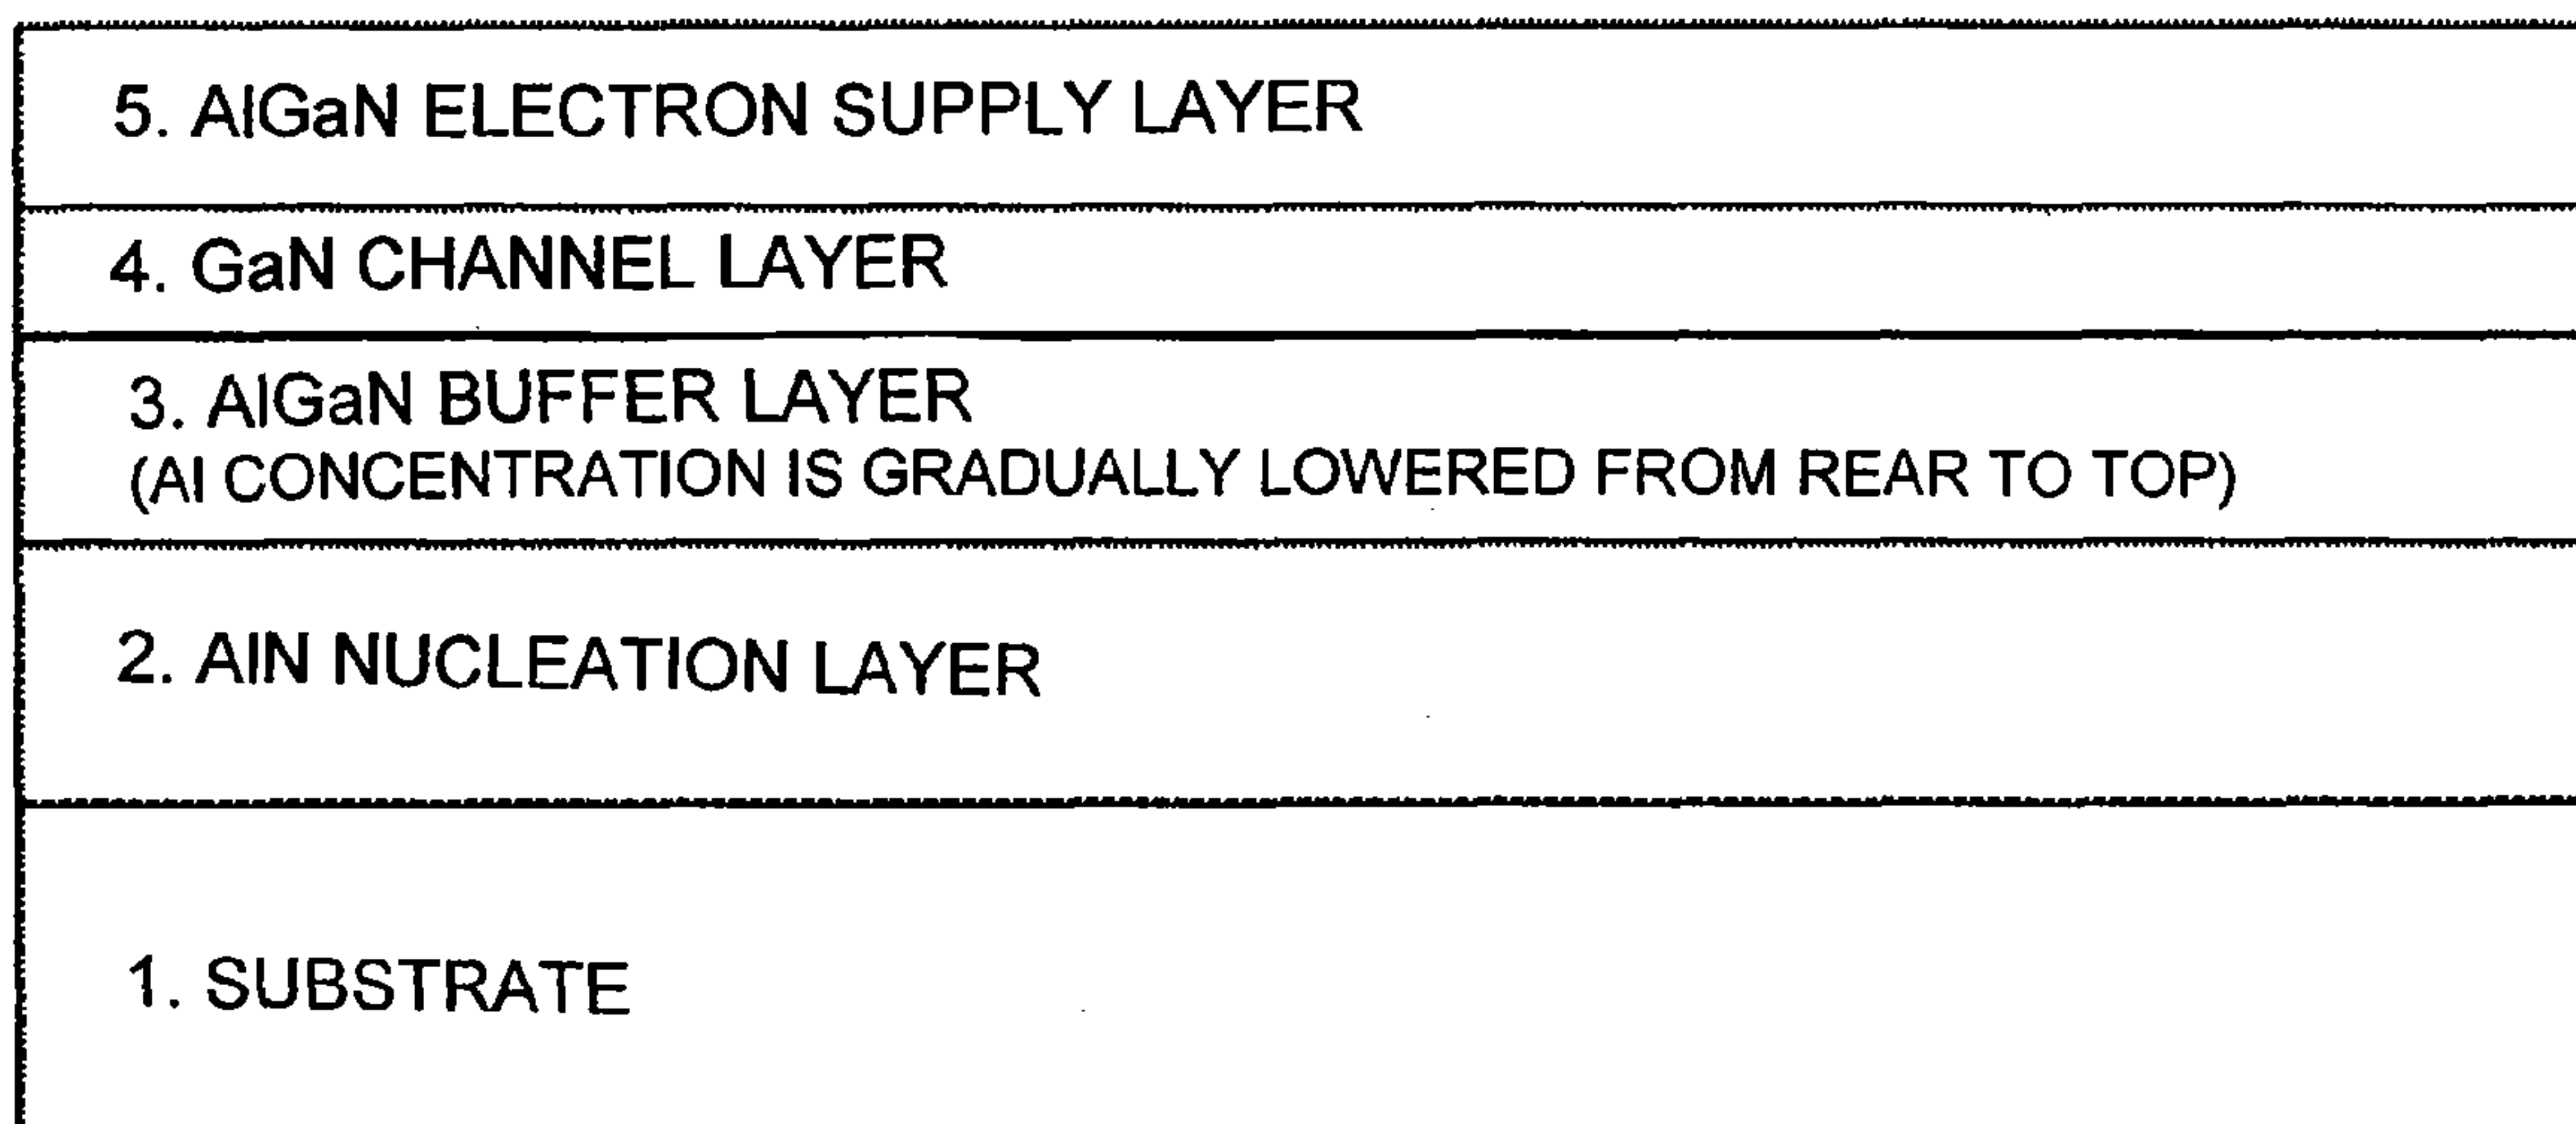 5. AlGaN ELECTRON SUPPLY LAYER
4. GaN CHANNEL LAYER
3. AlGaN BUFFER LAYER
(Al CONCENTRATION IS GRADUALLY LOWERED FROM REAR TO TOP)
2. AlN NUCLEATION LAYER
1. SUBSTRATE